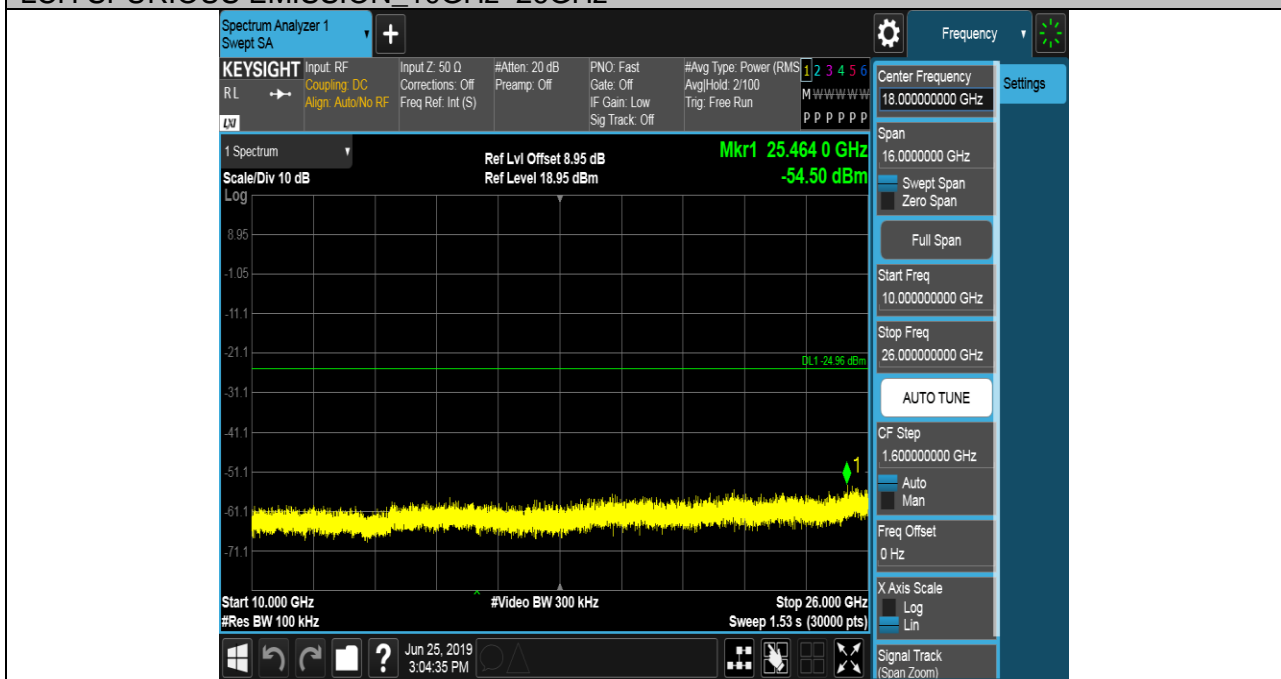 Spectrum Analyzer 1
Swept SA
+
Frequency
KEYSIGHT
RL
LXI
Input: RF
Coupling: DC
Align: Auto/No RF
Input Z: 50 Ω
Corrections: Off
Freq Ref: Int (S)
#Atten: 20 dB
Preamp: Off
PNO: Fast
Gate: Off
IF Gain: Low
Sig Track: Off
#Avg Type: Power (RMS
Avg|Hold: 2/100
Trig: Free Run
1 2 3 4 5 6
M W W W W W
P P P P P P
Center Frequency
18.000000000 GHz
Settings
Span
16.0000000 GHz
Swept Span
Zero Span
Full Span
Start Freq
10.000000000 GHz
Stop Freq
26.000000000 GHz
AUTO TUNE
CF Step
1.600000000 GHz
Auto
Man
Freq Offset
0 Hz
X Axis Scale
Log
Lin
Signal Track
(Span Zoom)
1 Spectrum
Scale/Div 10 dB
Log
Ref Lvl Offset 8.95 dB
Ref Level 18.95 dBm
Mkr1 25.464 0 GHz
-54.50 dBm
8.95
-1.05
-11.1
-21.1
DL1 -24.96 dBm
-31.1
-41.1
-51.1
1
-61.1
-71.1
Start 10.000 GHz
#Res BW 100 kHz
#Video BW 300 kHz
Stop 26.000 GHz
Sweep 1.53 s (30000 pts)
?
Jun 25, 2019
3:04:35 PM